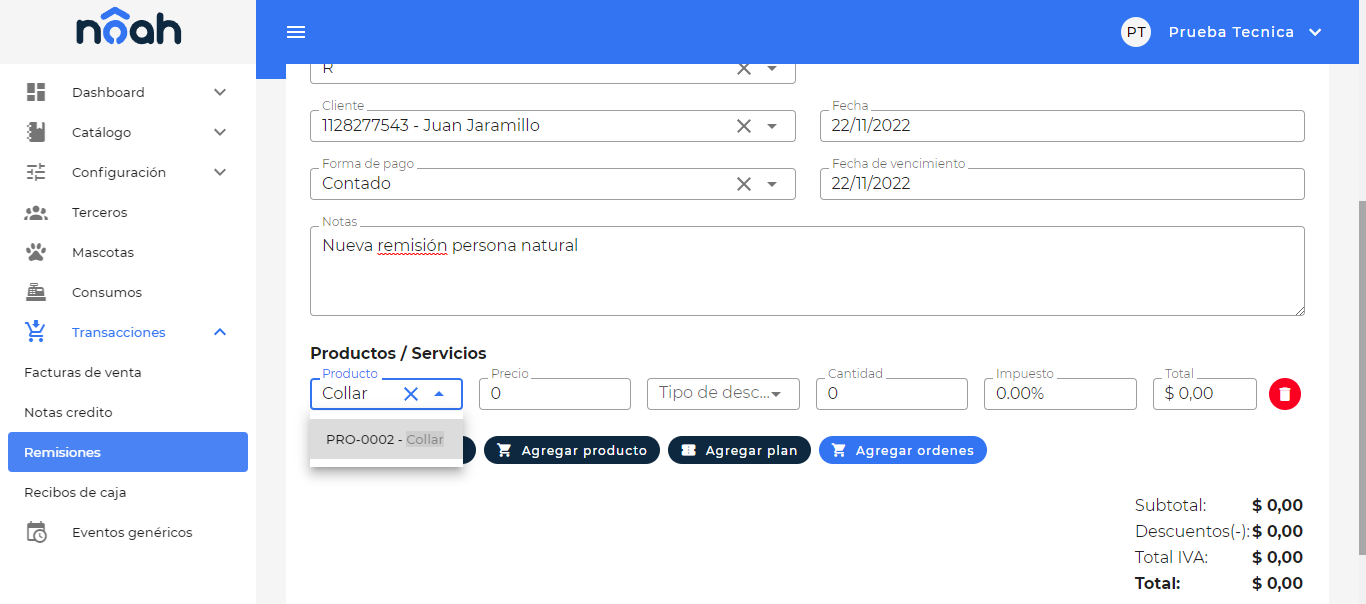 nôah
PT Prueba Tecnica
Dashboard
Catálogo
Configuración
Terceros
Mascotas
Consumos
Transacciones
Facturas de venta
Notas credito
Remisiones
Recibos de caja
Eventos genéricos
R
Cliente
1128277543 - Juan Jaramillo
Fecha
22/11/2022
Forma de pago
Contado
Fecha de vencimiento
22/11/2022
Notas
Nueva remisión persona natural
Productos / Servicios
Producto
Collar
Precio
0
Tipo de desc...
Cantidad
0
Impuesto
0.00%
Total
$ 0,00
PRO-0002 - Collar
Agregar producto
Agregar plan
Agregar ordenes
Subtotal: $ 0,00
Descuentos(-): $ 0,00
Total IVA: $ 0,00
Total: $ 0,00